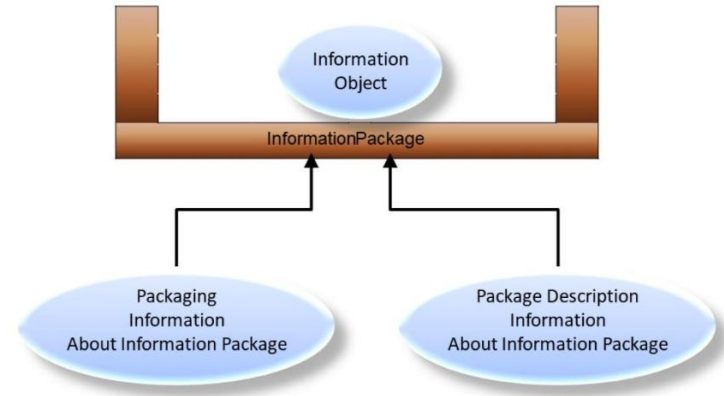 Information
Object
InformationPackage
Packaging
Information
About Information Package
Package Description
Information
About Information Package